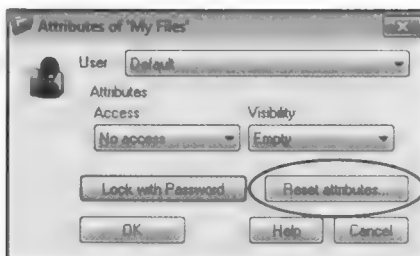 Attributes of 'My Files'
User Default
Attributes
Access Visibility
No access Empty
Lock with Password Reset attributes...
OK Help Cancel